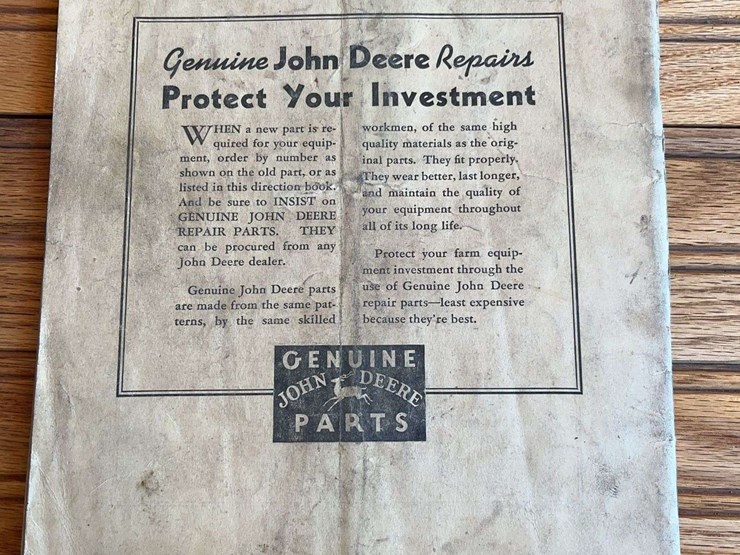 Genuine John Deere Repairs
Protect Your Investment
WHEN a new part is re-
quired for your equip-
ment, order by number as
shown on the old part, or as
listed in this direction book.
And be sure to INSIST on
GENUINE JOHN DEERE
REPAIR PARTS. THEY
can be procured from any
John Deere dealer.
Genuine John Deere parts
are made from the same pat-
terns, by the same skilled
workmen, of the same high
quality materials as the orig-
inal parts. They fit properly.
They wear better, last longer,
and maintain the quality of
your equipment throughout
all of its long life.
Protect your farm equip-
ment investment through the
use of Genuine John Deere
repair parts—least expensive
because they're best.
GENUINE
JOHN DEERE
PARTS